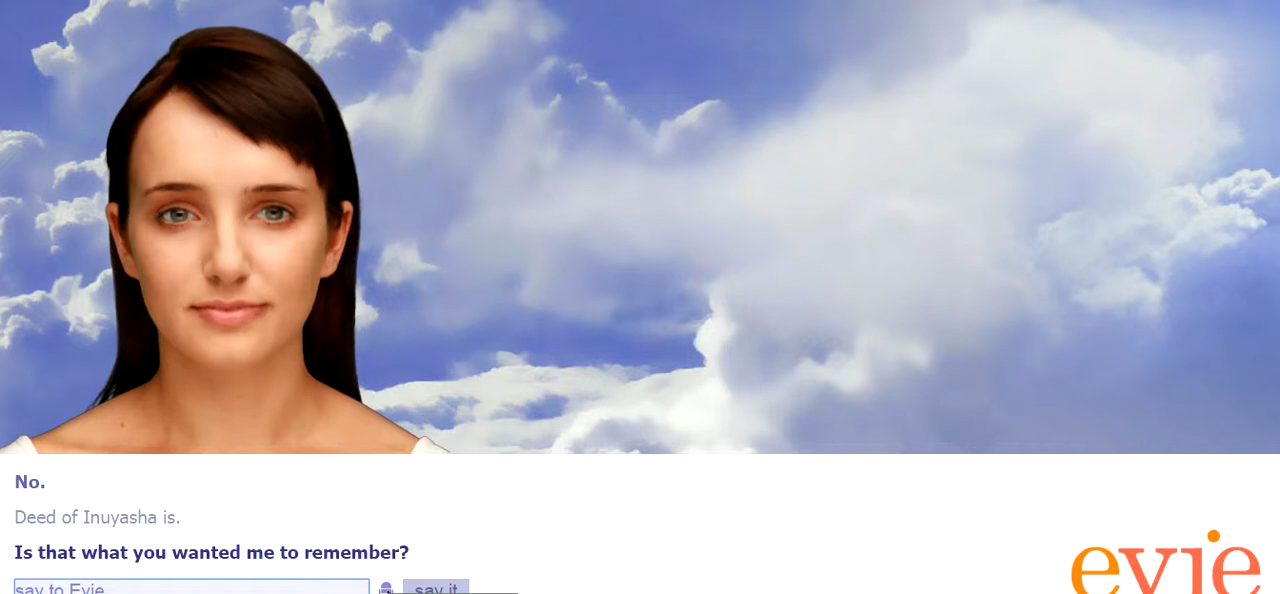 No.
Deed of Inuyasha is.
Is that what you wanted me to remember?
say to Evie
say it
evie